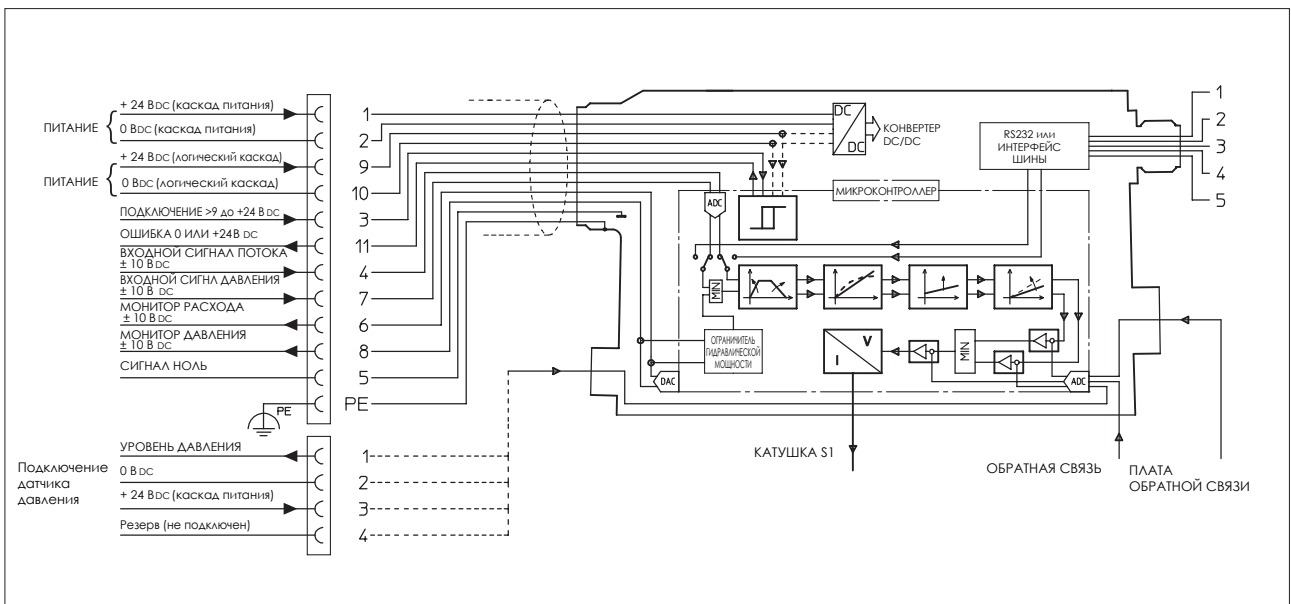 + 24 BDC (каскад питания)
ПИТАНИЕ
0 BDC (каскад питания)
+ 24 BDC (логический каскад)
ПИТАНИЕ
0 BDC (логический каскад)
ПОДКЛЮЧЕНИЕ >9 до +24 В DC
ОШИБКА 0 ИЛИ +24В DC
ВХОДНОЙ СИГНАЛ ПОТОКА
± 10 B DC
ВХОДНОЙ СИГНЛ ДАВЛЕНИЯ
± 10 B DC
МОНИТОР РАСХОДА
± 10 B DC
МОНИТОР ДАВЛЕНИЯ
± 10 B DC
СИГНАЛ НОЛЬ
PE
1
2
9
10
3
11
4
7
6
8
5
PE
Подключение
датчика
давления
УРОВЕНЬ ДАВЛЕНИЯ
0 B DC
+ 24 BDC (каскад питания)
Резерв (не подключен)
1
2
3
4
DC
DC
КОНВЕРТЕР
DC/DC
RS232 или
ИНТЕРФЕЙС
ШИНЫ
1
2
3
4
5
МИКРОКОНТРОЛЛЕР
ADC
MIN
ОГРАНИЧИТЕЛЬ
ГИДРАВЛИЧЕСКОЙ
МОЩНОСТИ
V
I
MIN
DAC
ADC
КАТУШКА S1
ОБРАТНАЯ СВЯЗЬ
ПЛАТА
ОБРАТНОЙ СВЯЗИ